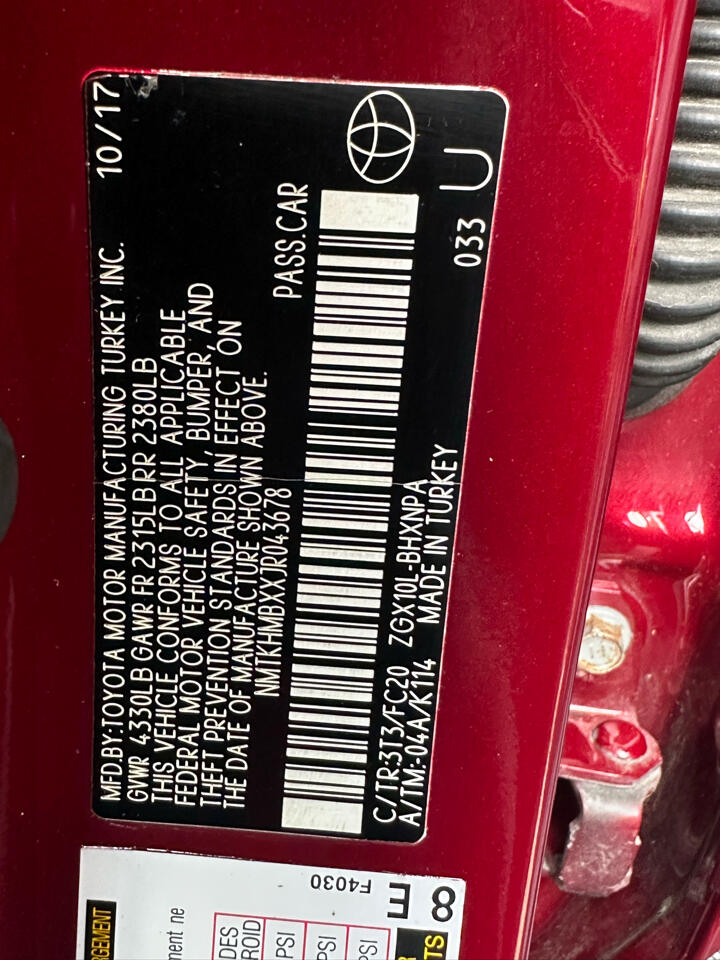 10/17
MFD.BY:TOYOTA MOTOR MANUFACTURING TURKEY INC.
GVWR 4330LB GAWR FR 2315LB RR 2380LB
THIS VEHICLE CONFORMS TO ALL APPLICABLE
FEDERAL MOTOR VEHICLE SAFETY, BUMPER, AND
THEFT PREVENTION STANDARDS IN EFFECT ON
THE DATE OF MANUFACTURE SHOWN ABOVE.
NMTKHMBXXJR043678 PASS.CAR
C/TR:3T3/FC20 ZGX10L-BHXNPA
A/TM:-04A/K114 MADE IN TURKEY
033 U
F4030
PSI
PSI
PSI